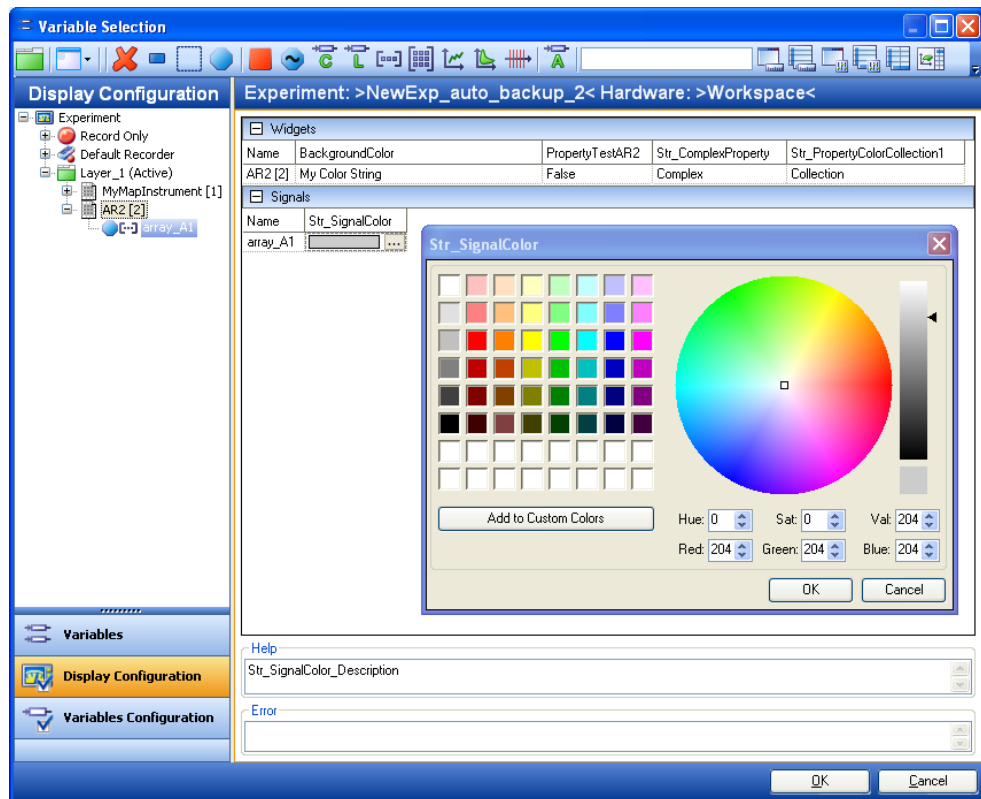 Variable Selection
Display Configuration
Experiment: >NewExp_auto_backup_2< Hardware: >Workspace<
Experiment
Record Only
Default Recorder
Layer_1 (Active)
MyMapInstrument [1]
AR2 [2]
array_A1
Widgets
Name BackgroundColor PropertyTestAR2 Str_ComplexProperty Str_PropertyColorCollection1
AR2 [2] My Color String False Complex Collection
Signals
Name Str_SignalColor
array_A1 ...
Str_SignalColor
Add to Custom Colors
Hue: 0 Sat: 0 Val: 204
Red: 204 Green: 204 Blue: 204
OK Cancel
Variables
Display Configuration
Variables Configuration
Help
Str_SignalColor_Description
Error
OK Cancel